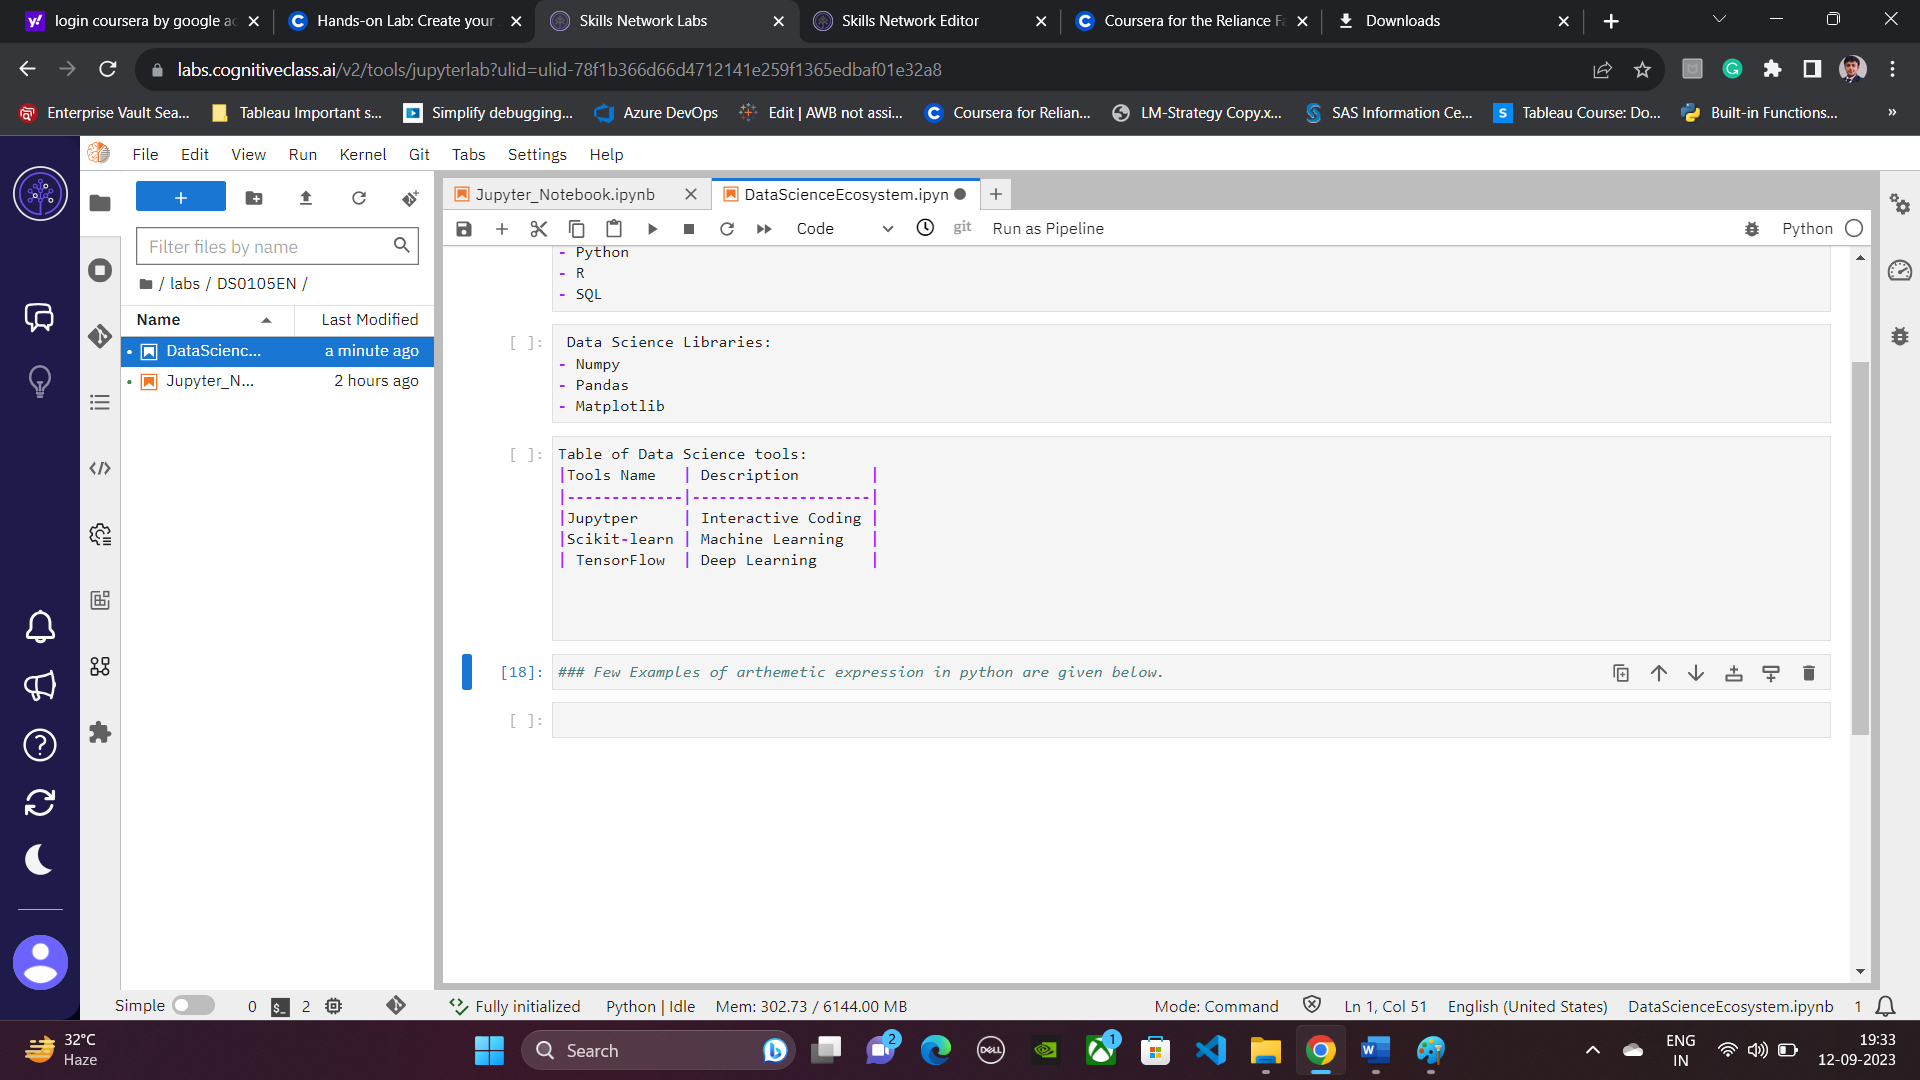 login coursera by google ac
Hands-on Lab: Create your
Skills Network Labs
Skills Network Editor
Coursera for the Reliance Fa
Downloads
labs.cognitiveclass.ai/v2/tools/jupyterlab?ulid=ulid-78f1b366d66d4712141e259f1365edbaf01e32a8
Enterprise Vault Sea...
Tableau Important s...
Simplify debugging...
Azure DevOps
Edit | AWB not assi...
Coursera for Relian...
LM-Strategy Copy.x...
SAS Information Ce...
Tableau Course: Do...
Built-in Functions...
»
File Edit View Run Kernel Git Tabs Settings Help
Jupyter_Notebook.ipynb
DataScienceEcosystem.ipyn
Code
git
Run as Pipeline
Python
Filter files by name
/ labs / DS0105EN /
Name
Last Modified
DataScienc... a minute ago
Jupyter_N... 2 hours ago
- Python
- R
- SQL
[ ]: Data Science Libraries:
- Numpy
- Pandas
- Matplotlib
[ ]: Table of Data Science tools:
|Tools Name   | Description        |
|-------------|--------------------|
|Jupytper     | Interactive Coding |
|Scikit-learn | Machine Learning   |
| TensorFlow  | Deep Learning      |
[18]: ### Few Examples of arthemetic expression in python are given below.
[ ]:
Simple 0 2
Fully initialized
Python | Idle
Mem: 302.73 / 6144.00 MB
Mode: Command
Ln 1, Col 51
English (United States)
DataScienceEcosystem.ipynb
1
32°C
Haze
Search
2
DELL
1
ENG
IN
19:33
12-09-2023